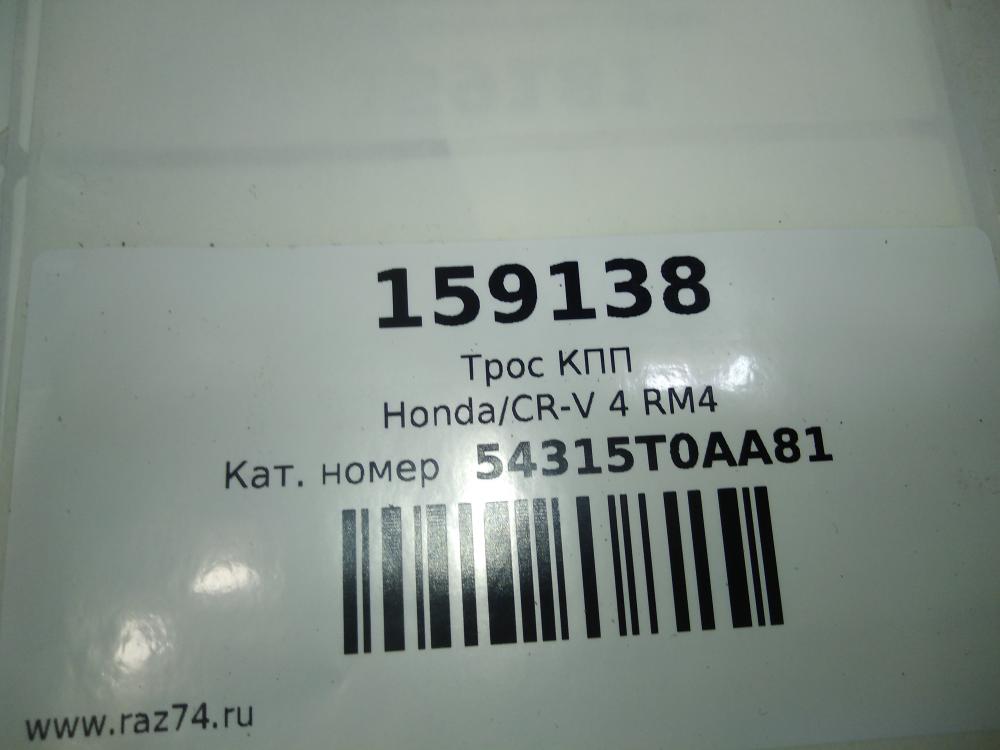 159138
Трос КПП
Honda/CR-V 4 RM4
Кат. номер 54315T0AA81
www.raz74.ru